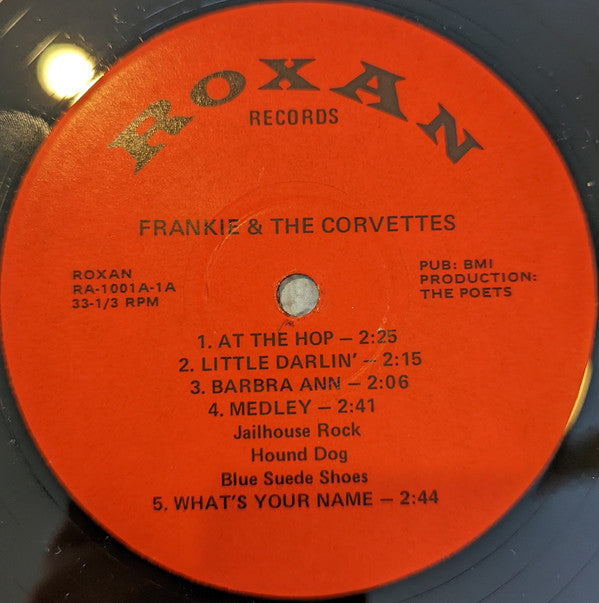 ROXAN
RECORDS
FRANKIE & THE CORVETTES
ROXAN
RA-1001A-1A
33-1/3 RPM
PUB: BMI
PRODUCTION:
THE POETS
1. AT THE HOP – 2:25
2. LITTLE DARLIN' – 2:15
3. BARBRA ANN – 2:06
4. MEDLEY – 2:41
Jailhouse Rock
Hound Dog
Blue Suede Shoes
5. WHAT'S YOUR NAME – 2:44